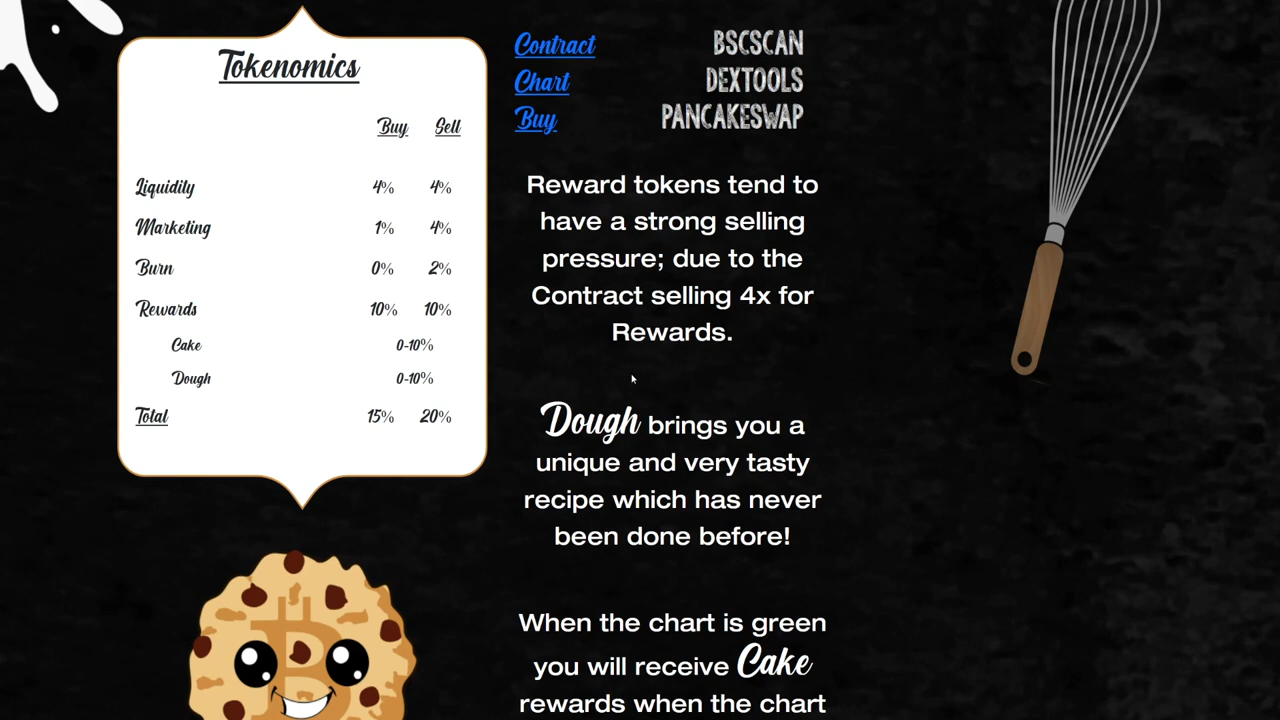 Tokenomics
Buy Sell
Liquidity 4% 4%
Marketing 1% 4%
Burn 0% 2%
Rewards 10% 10%
Cake 0-10%
Dough 0-10%
Total 15% 20%
Contract BSCSCAN
Chart DEXTOOLS
Buy PANCAKESWAP
Reward tokens tend to
have a strong selling
pressure; due to the
Contract selling 4x for
Rewards.
Dough brings you a
unique and very tasty
recipe which has never
been done before!
When the chart is green
you will receive Cake
rewards when the chart